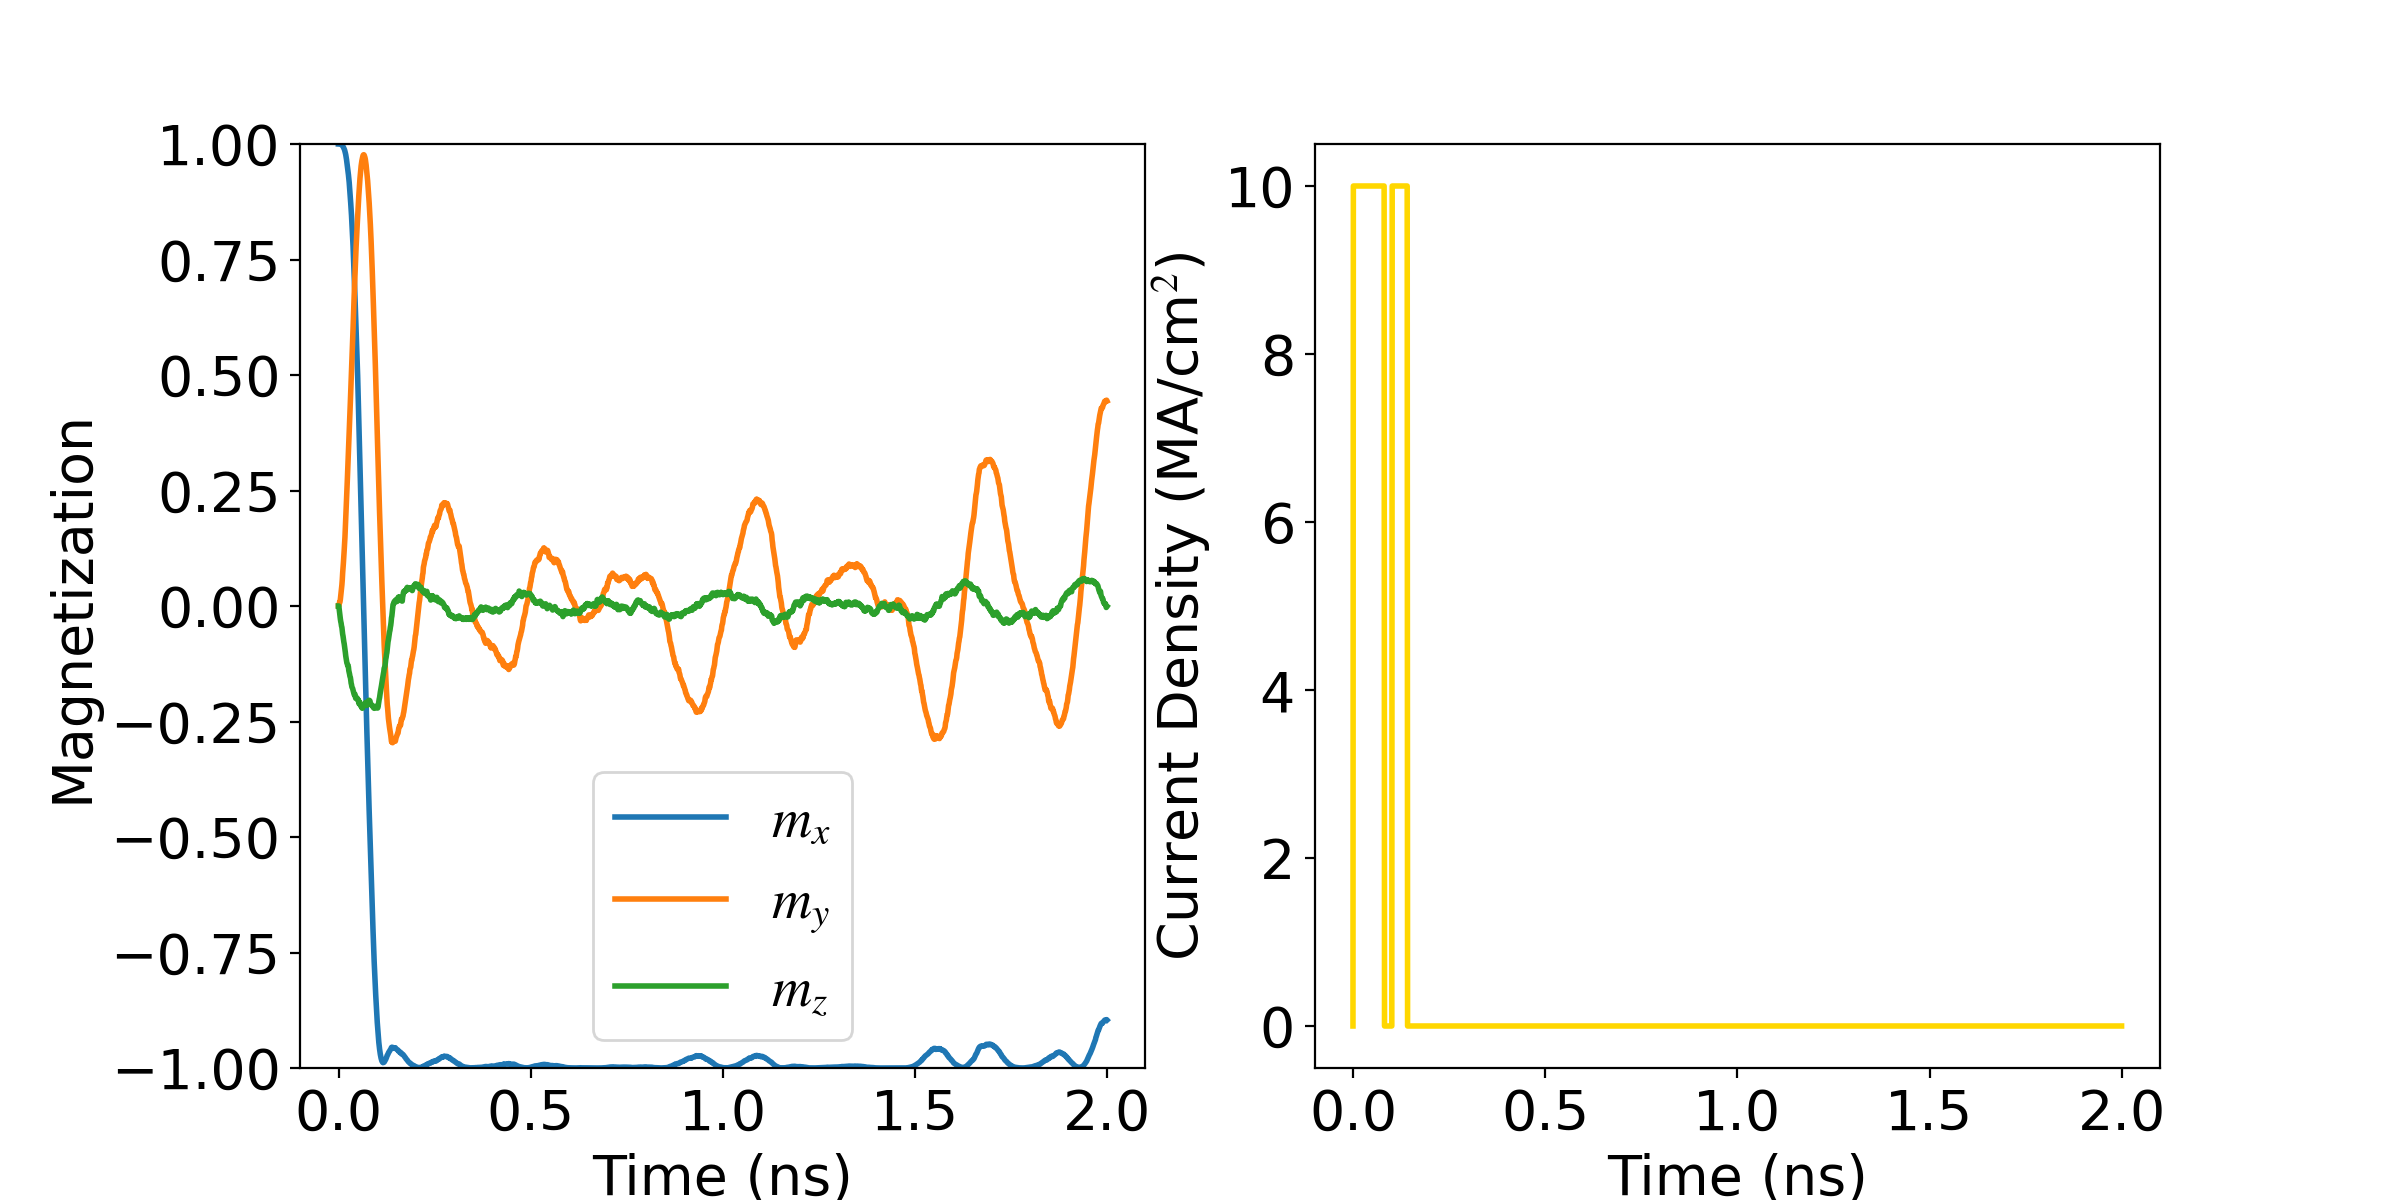 Magnetization
1.00
0.75
0.50
0.25
0.00
−0.25
−0.50
−0.75
−1.00
0.0 0.5 1.0 1.5 2.0
Time (ns)
m_x
m_y
m_z
Current Density (MA/cm²)
10
8
6
4
2
0
0.0 0.5 1.0 1.5 2.0
Time (ns)